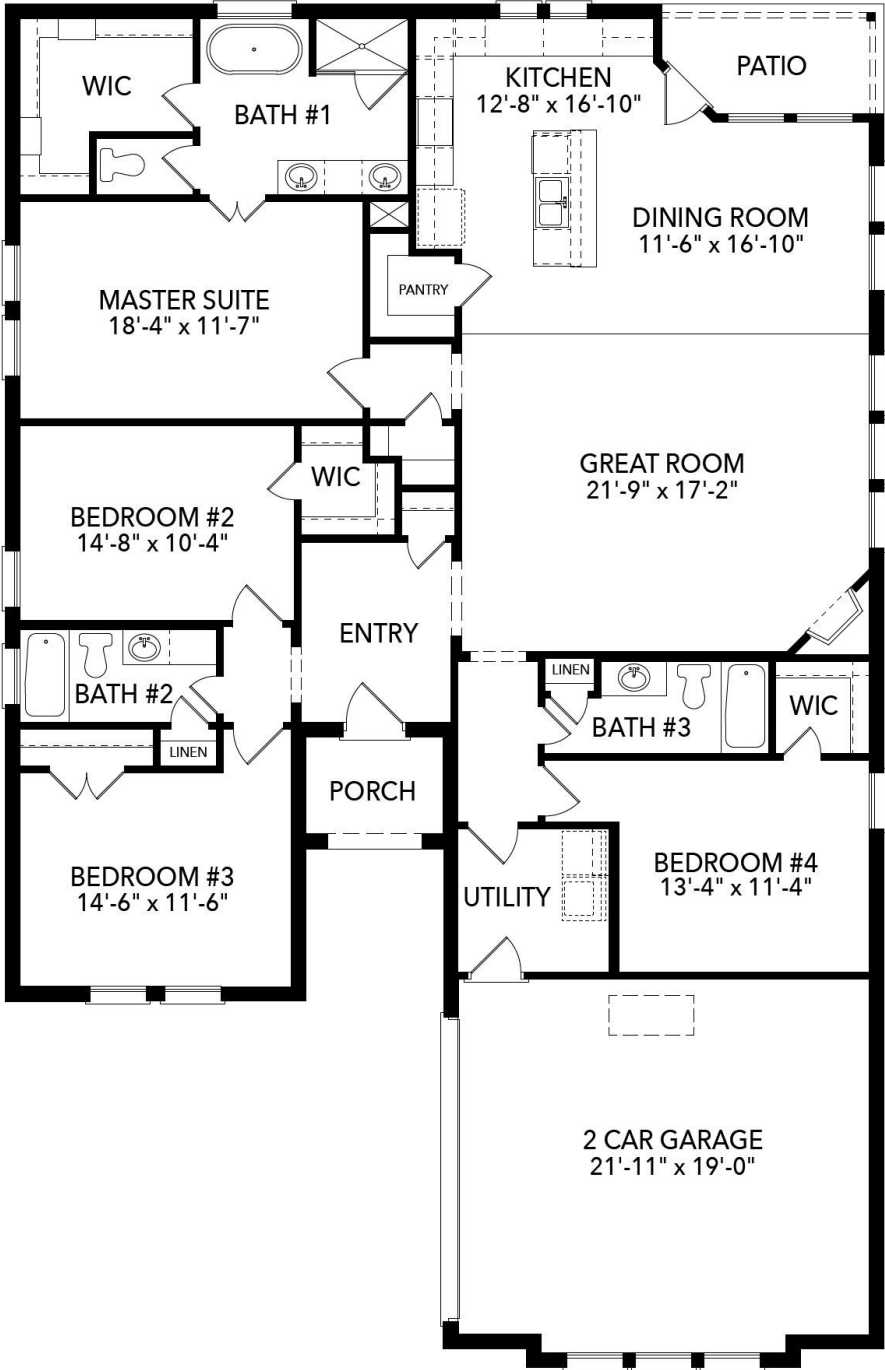 WIC
BATH #1
KITCHEN
12'-8" x 16'-10"
PATIO
DINING ROOM
11'-6" x 16'-10"
MASTER SUITE
18'-4" x 11'-7"
PANTRY
GREAT ROOM
21'-9" x 17'-2"
WIC
BEDROOM #2
14'-8" x 10'-4"
ENTRY
BATH #2
LINEN
LINEN
BATH #3
WIC
PORCH
BEDROOM #3
14'-6" x 11'-6"
UTILITY
BEDROOM #4
13'-4" x 11'-4"
2 CAR GARAGE
21'-11" x 19'-0"